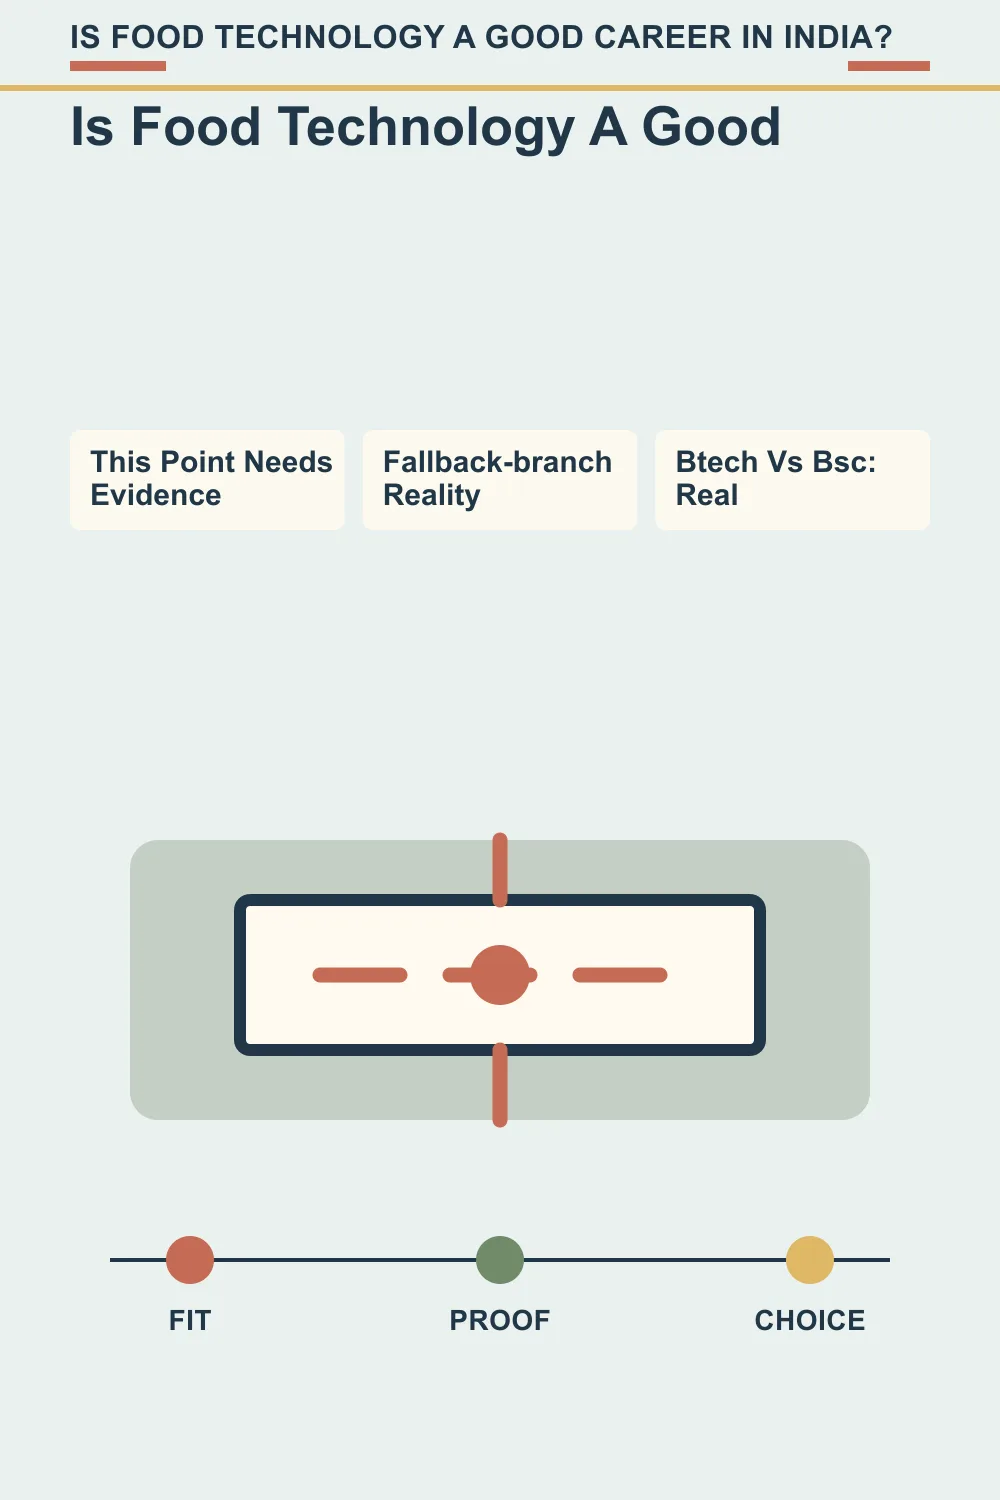 IS FOOD TECHNOLOGY A GOOD CAREER IN INDIA?
Is Food Technology A Good
This Point Needs
Evidence
Fallback-branch
Reality
Btech Vs Bsc:
Real
FIT
PROOF
CHOICE